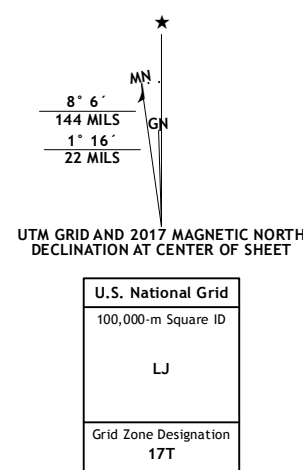 ★
MN
GN
8° 6´
144 MILS
1° 16´
22 MILS
UTM GRID AND 2017 MAGNETIC NORTH
DECLINATION AT CENTER OF SHEET
U.S. National Grid
100,000-m Square ID
LJ
Grid Zone Designation
17T